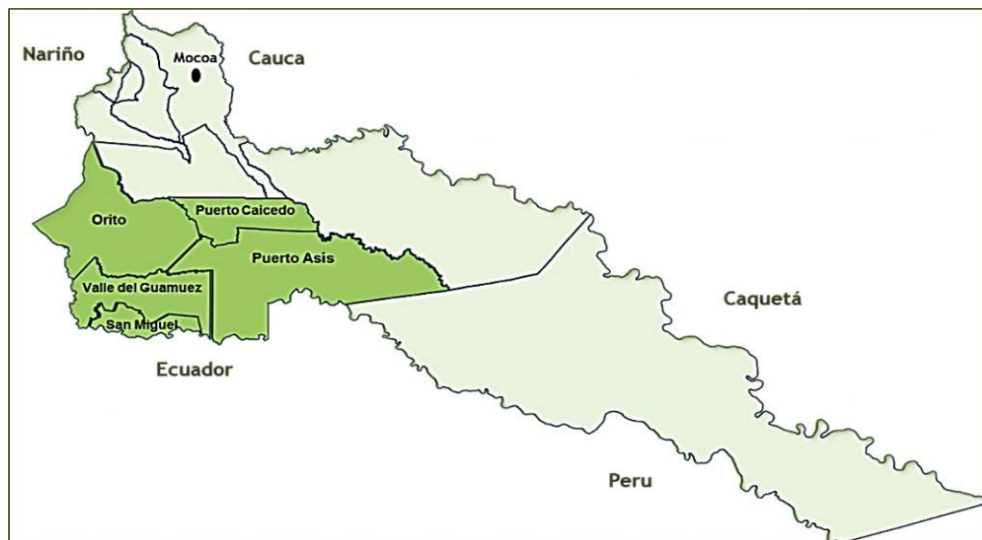 Mocoa
Nariño
Cauca
Puerto Caicedo
Orito
Puerto Asis
Valle del Guamuez
Caquetá
San Miguel
Ecuador
Peru